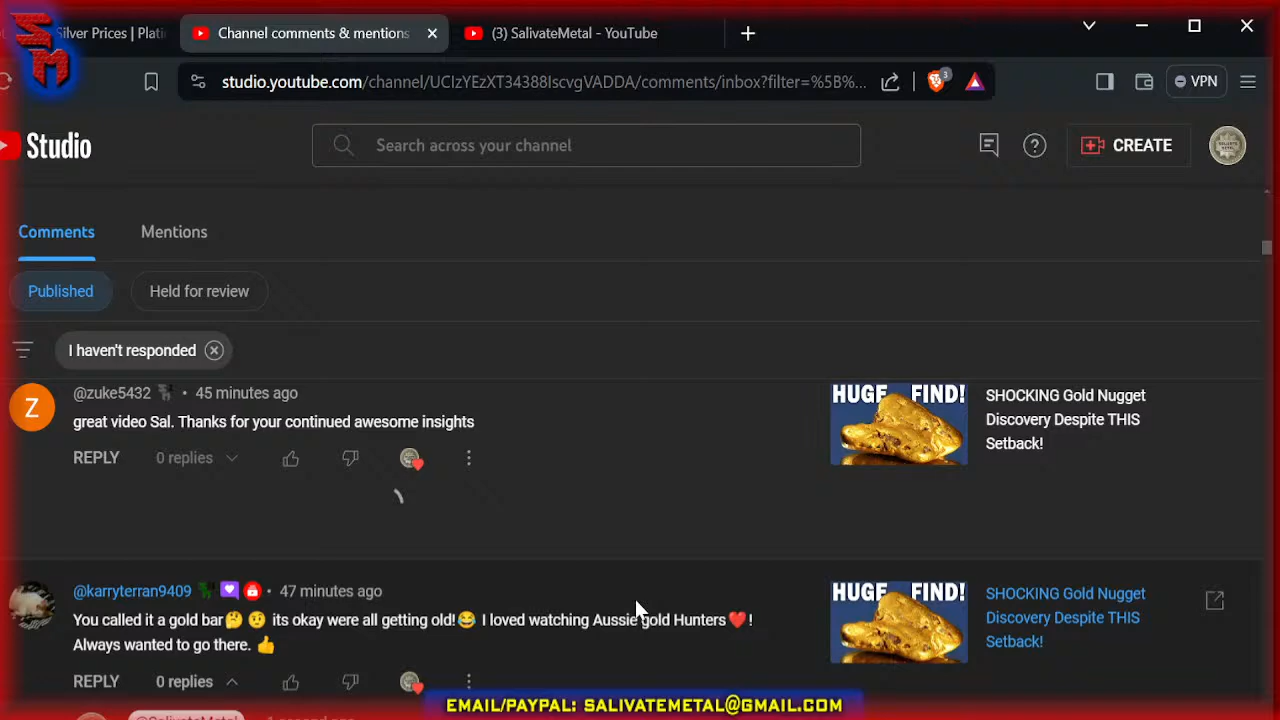 SM
Silver Prices | Plati
Channel comments & mentions
(3) SalivateMetal - YouTube
studio.youtube.com/channel/UCIzYEzXT34388IscvgVADDA/comments/inbox?filter=%5B%...
3
VPN
Studio
Search across your channel
CREATE
Comments
Mentions
Published
Held for review
I haven't responded
Z
@zuke5432 • 45 minutes ago
great video Sal. Thanks for your continued awesome insights
REPLY 0 replies
HUGE FIND!
SHOCKING Gold Nugget
Discovery Despite THIS
Setback!
@karryterran9409 • 47 minutes ago
You called it a gold bar🤔 🤨 its okay were all getting old!😂 I loved watching Aussie gold Hunters❤️!
Always wanted to go there. 👍
REPLY 0 replies
HUGE FIND!
SHOCKING Gold Nugget
Discovery Despite THIS
Setback!
EMAIL/PAYPAL: SALIVATEMETAL@GMAIL.COM